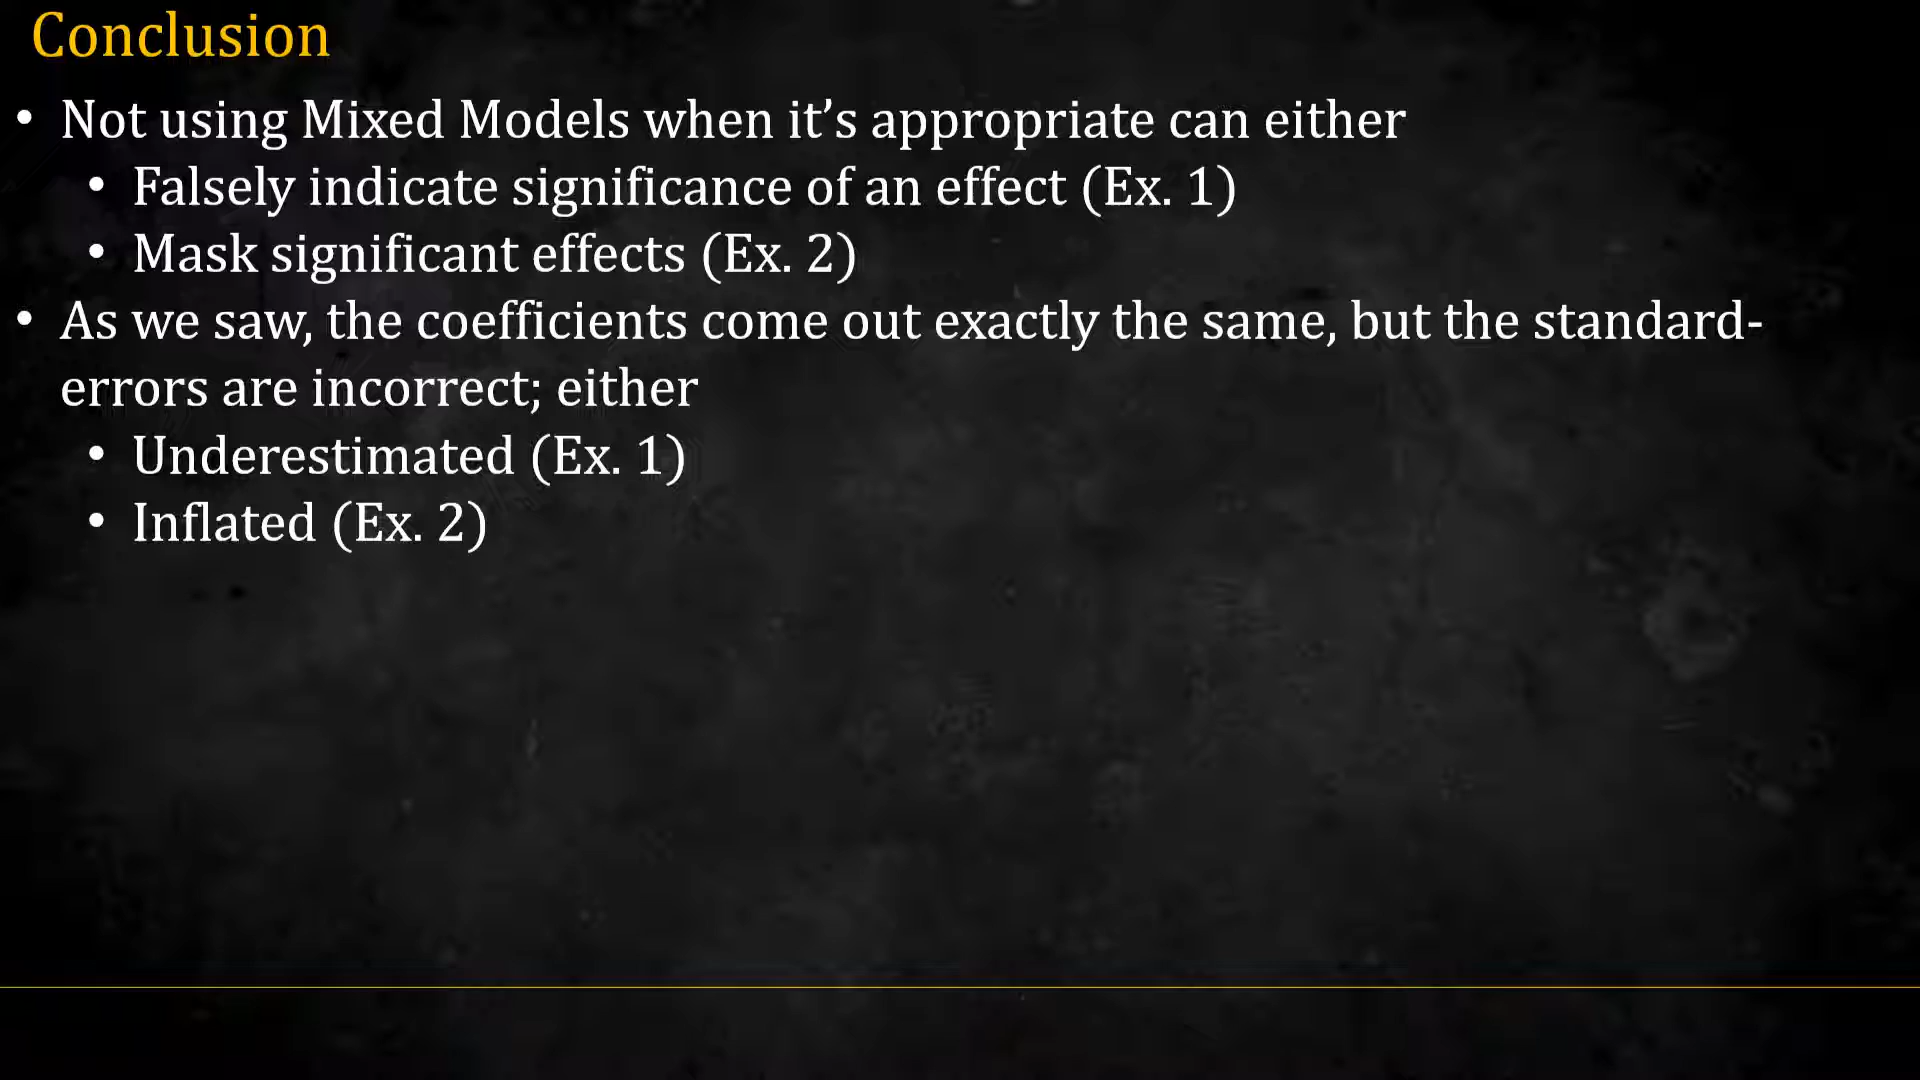 Conclusion
• Not using Mixed Models when it’s appropriate can either
• Falsely indicate significance of an effect (Ex. 1)
• Mask significant effects (Ex. 2)
• As we saw, the coefficients come out exactly the same, but the standard-
errors are incorrect; either
• Underestimated (Ex. 1)
• Inflated (Ex. 2)